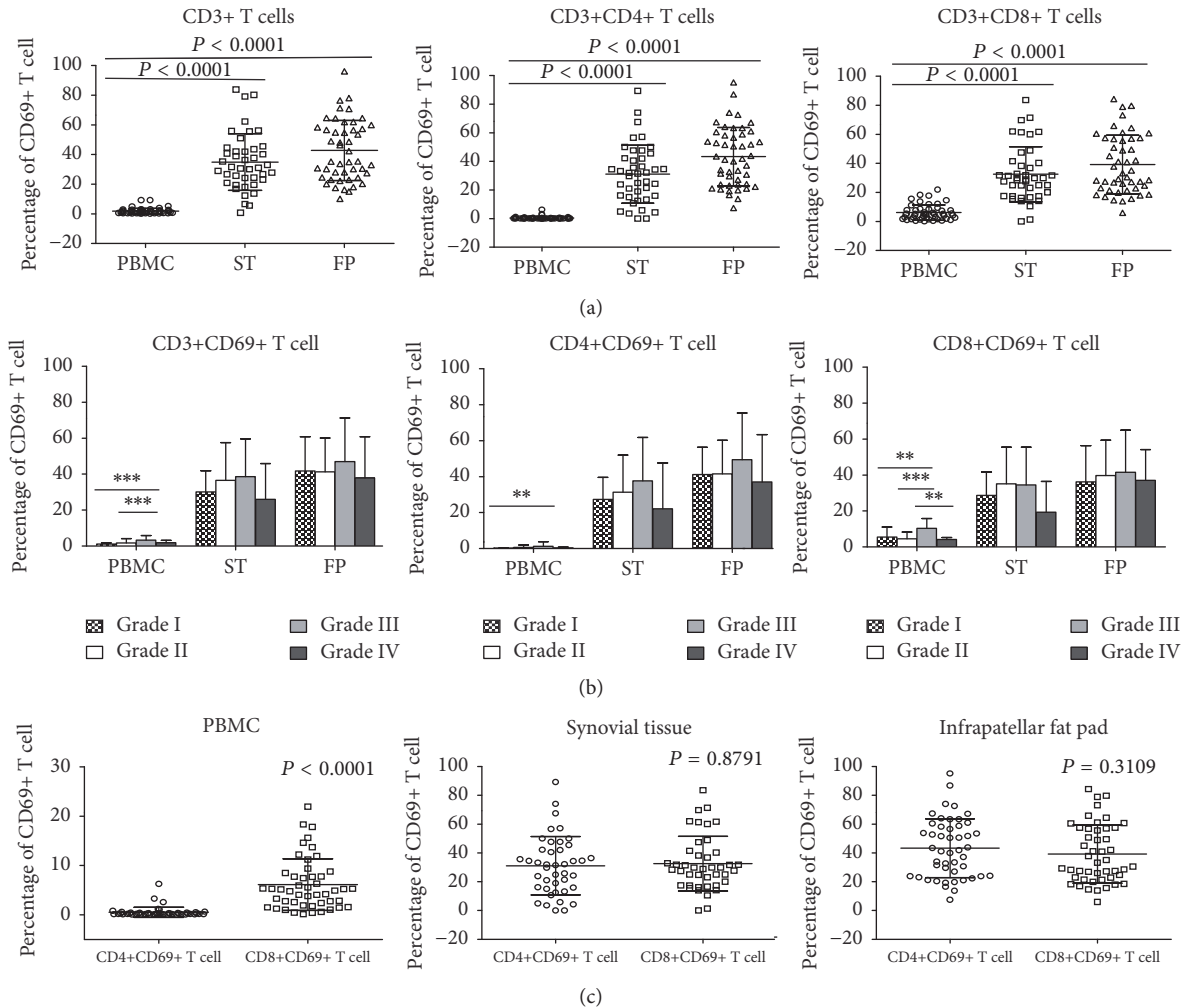 CD3+ T cells
P < 0.0001
P < 0.0001
Percentage of CD69+ T cell
100
80
60
40
20
0
−20
PBMC ST FP
CD3+CD4+ T cells
P < 0.0001
P < 0.0001
Percentage of CD69+ T cell
100
80
60
40
20
0
−20
PBMC ST FP
CD3+CD8+ T cells
P < 0.0001
P < 0.0001
Percentage of CD69+ T cell
100
80
60
40
20
0
−20
PBMC ST FP
(a)
CD3+CD69+ T cell
Percentage of CD69+ T cell
100
80
60
40
20
0
***
***
PBMC ST FP
Grade I Grade III
Grade II Grade IV
CD4+CD69+ T cell
Percentage of CD69+ T cell
100
80
60
40
20
0
**
PBMC ST FP
Grade I Grade III
Grade II Grade IV
CD8+CD69+ T cell
Percentage of CD69+ T cell
100
80
60
40
20
0
**
***
**
PBMC ST FP
Grade I Grade III
Grade II Grade IV
(b)
PBMC
P < 0.0001
Percentage of CD69+ T cell
30
20
10
0
CD4+CD69+ T cell CD8+CD69+ T cell
Synovial tissue
P = 0.8791
Percentage of CD69+ T cell
100
80
60
40
20
0
−20
CD4+CD69+ T cell CD8+CD69+ T cell
Infrapatellar fat pad
P = 0.3109
Percentage of CD69+ T cell
100
80
60
40
20
0
−20
CD4+CD69+ T cell CD8+CD69+ T cell
(c)